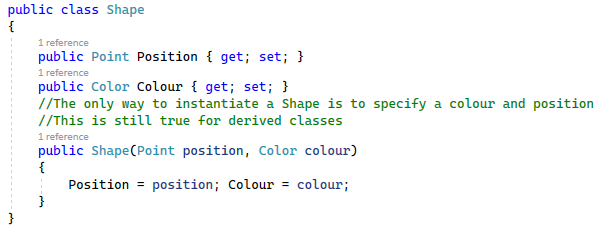 public class Shape
{
1 reference
public Point Position { get; set; }
1 reference
public Color Colour { get; set; }
//The only way to instantiate a Shape is to specify a colour and position
//This is still true for derived classes
1 reference
public Shape(Point position, Color colour)
{
Position = position; Colour = colour;
}
}